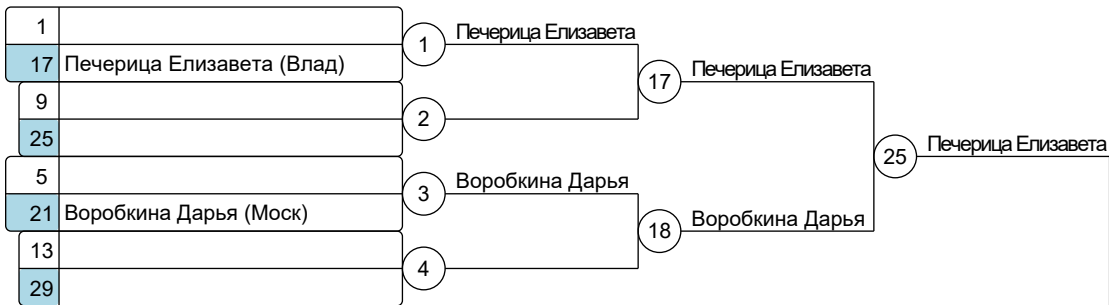 1
1 Печерица Елизавета
17 Печерица Елизавета (Влад)
17 Печерица Елизавета
9
2
25
25 Печерица Елизавета
5
3 Воробкина Дарья
21 Воробкина Дарья (Моск)
18 Воробкина Дарья
13
4
29